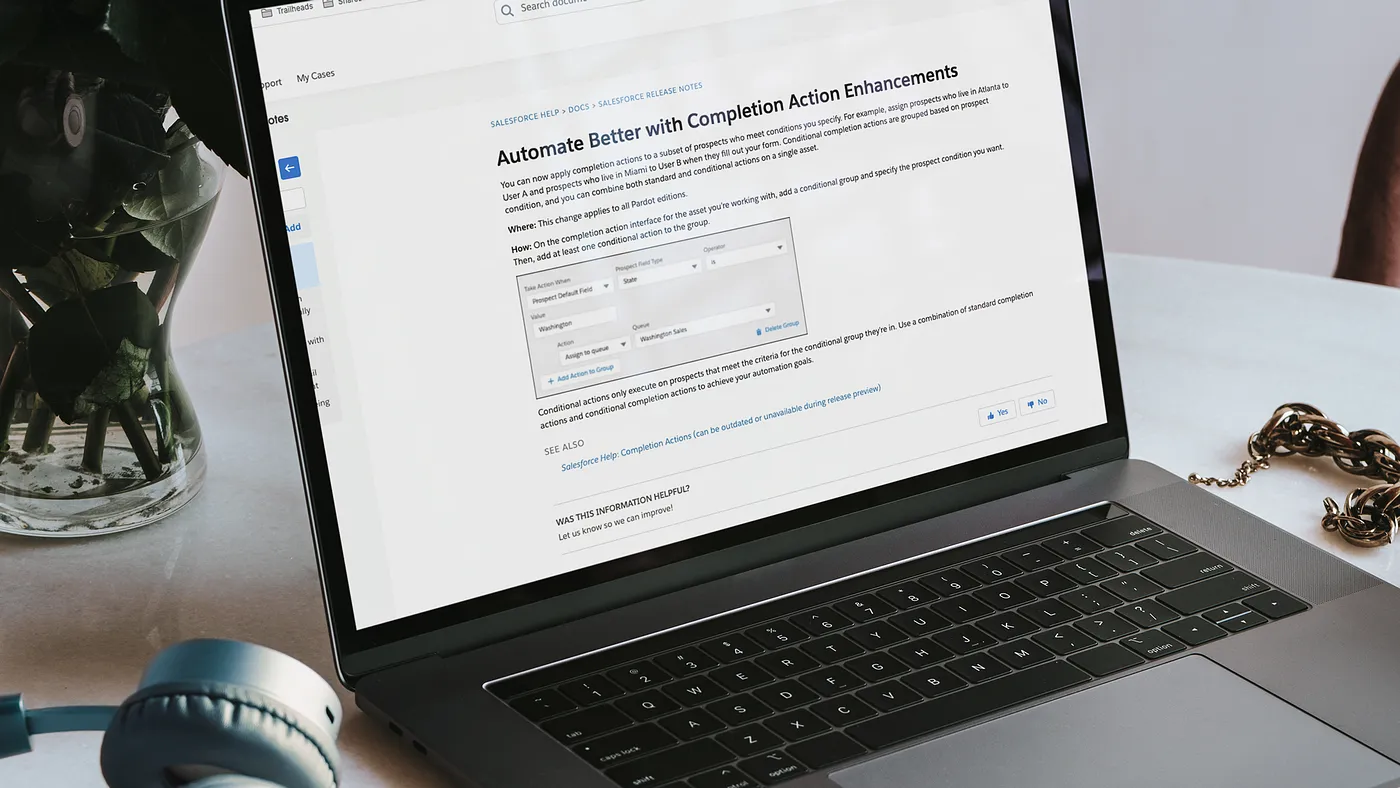 Trailheads
Search
My Cases
SALESFORCE HELP > DOCS > SALESFORCE RELEASE NOTES
Automate Better with Completion Action Enhancements
You can now apply completion actions to a subset of prospects who meet conditions you specify. For example, assign prospects who live in Atlanta to
User A and prospects who live in Miami to User B when they fill out your form. Conditional completion actions are grouped based on prospect
condition, and you can combine both standard and conditional actions on a single asset.
Where: This change applies to all Pardot editions.
How: On the completion action interface for the asset you're working with, add a conditional group and specify the prospect condition you want.
Then, add at least one conditional action to the group.
Take Action When
Prospect Field Type
Operator
Prospect Default Field
State
is
Value
Washington
Action
Queue
Assign to queue
Washington Sales
+ Add Action to Group
Delete Group
Conditional actions only execute on prospects that meet the criteria for the conditional group they're in. Use a combination of standard completion
actions and conditional completion actions to achieve your automation goals.
SEE ALSO
Salesforce Help: Completion Actions (can be outdated or unavailable during release preview)
WAS THIS INFORMATION HELPFUL?
Let us know so we can improve!
Yes
No
Add
with
~ ! 1 @ 2 # 3 $ 4 % 5 ^ 6 & 7 * 8 ( 9 ) 0 - + = delete
tab Q W E R T Y U I O P { [ } ] | \
caps lock A S D F G H J K L : ; " ' return
shift Z X C V B N M < , > . ? / shift
option option